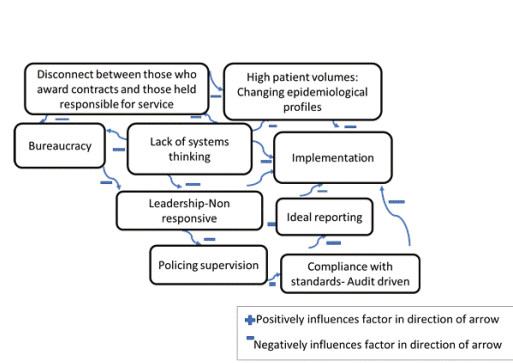 Disconnect between those who
award contracts and those held
responsible for service
High patient volumes:
Changing epidemiological
profiles
Bureaucracy
Lack of systems
thinking
Implementation
Leadership-Non
responsive
Ideal reporting
Policing supervision
Compliance with
standards- Audit driven
+Positively influences factor in direction of arrow
-Negatively influences factor in direction of arrow